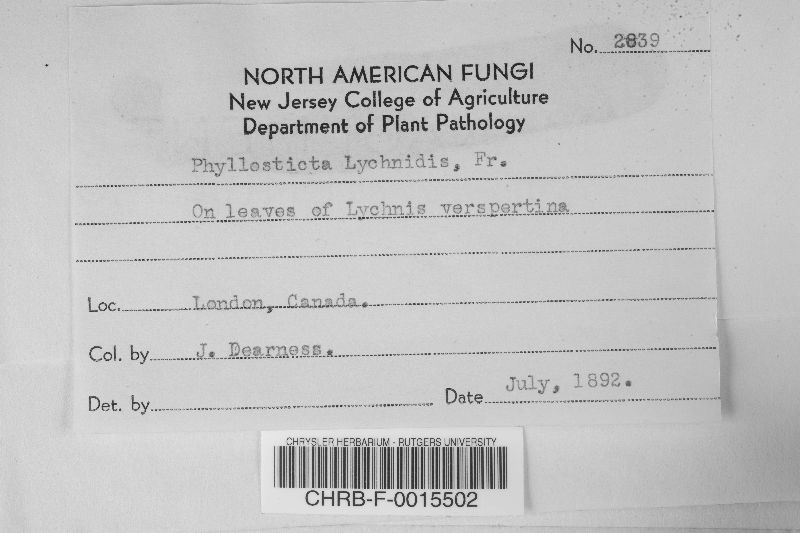 No. 2839
NORTH AMERICAN FUNGI
New Jersey College of Agriculture
Department of Plant Pathology
Phyllosticta Lychnidis, Fr.
On leaves of Lychnis verspertina
Loc. London, Canada.
Col. by J. Dearness.
Det. by
Date July, 1892.
CHRYSLER HERBARIUM - RUTGERS UNIVERSITY
CHRB-F-0015502